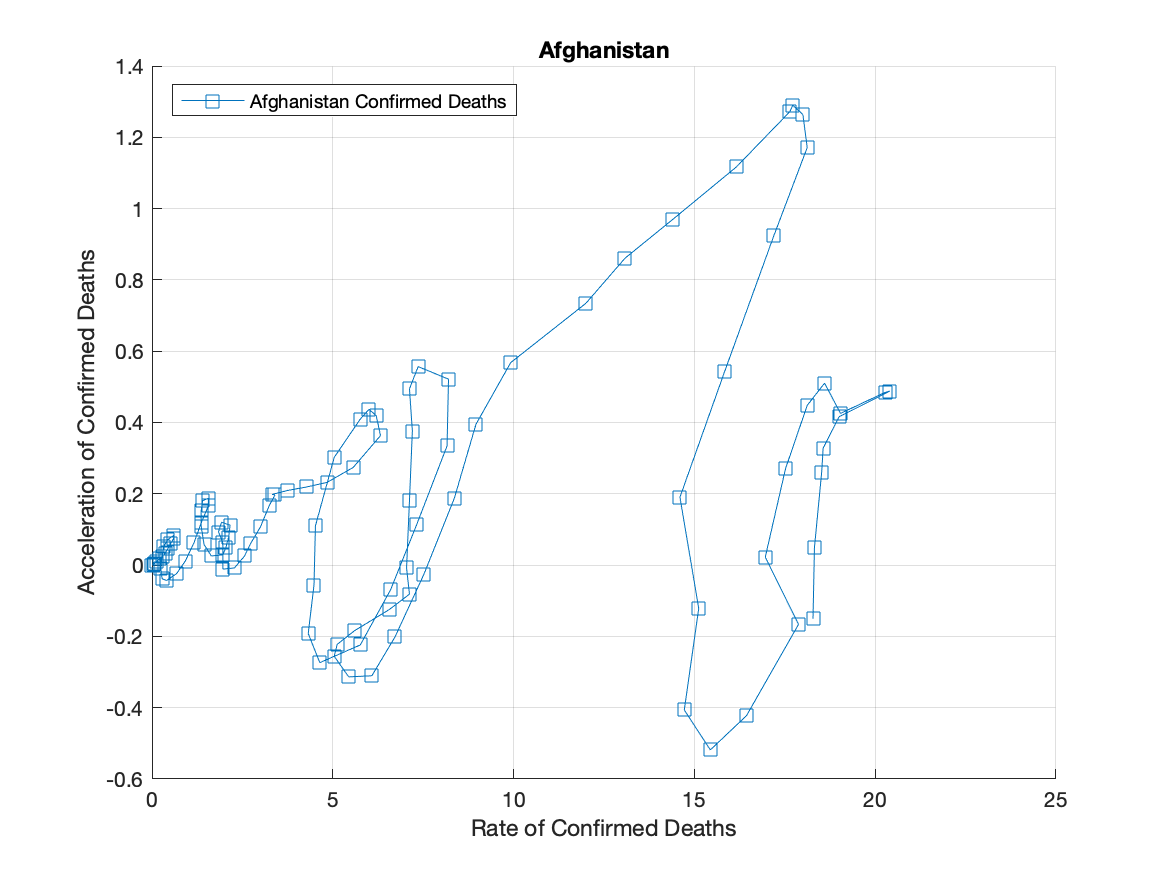 Afghanistan
Afghanistan Confirmed Deaths
1.4
1.2
1
0.8
0.6
0.4
0.2
0
-0.2
-0.4
-0.6
Acceleration of Confirmed Deaths
0 5 10 15 20 25
Rate of Confirmed Deaths